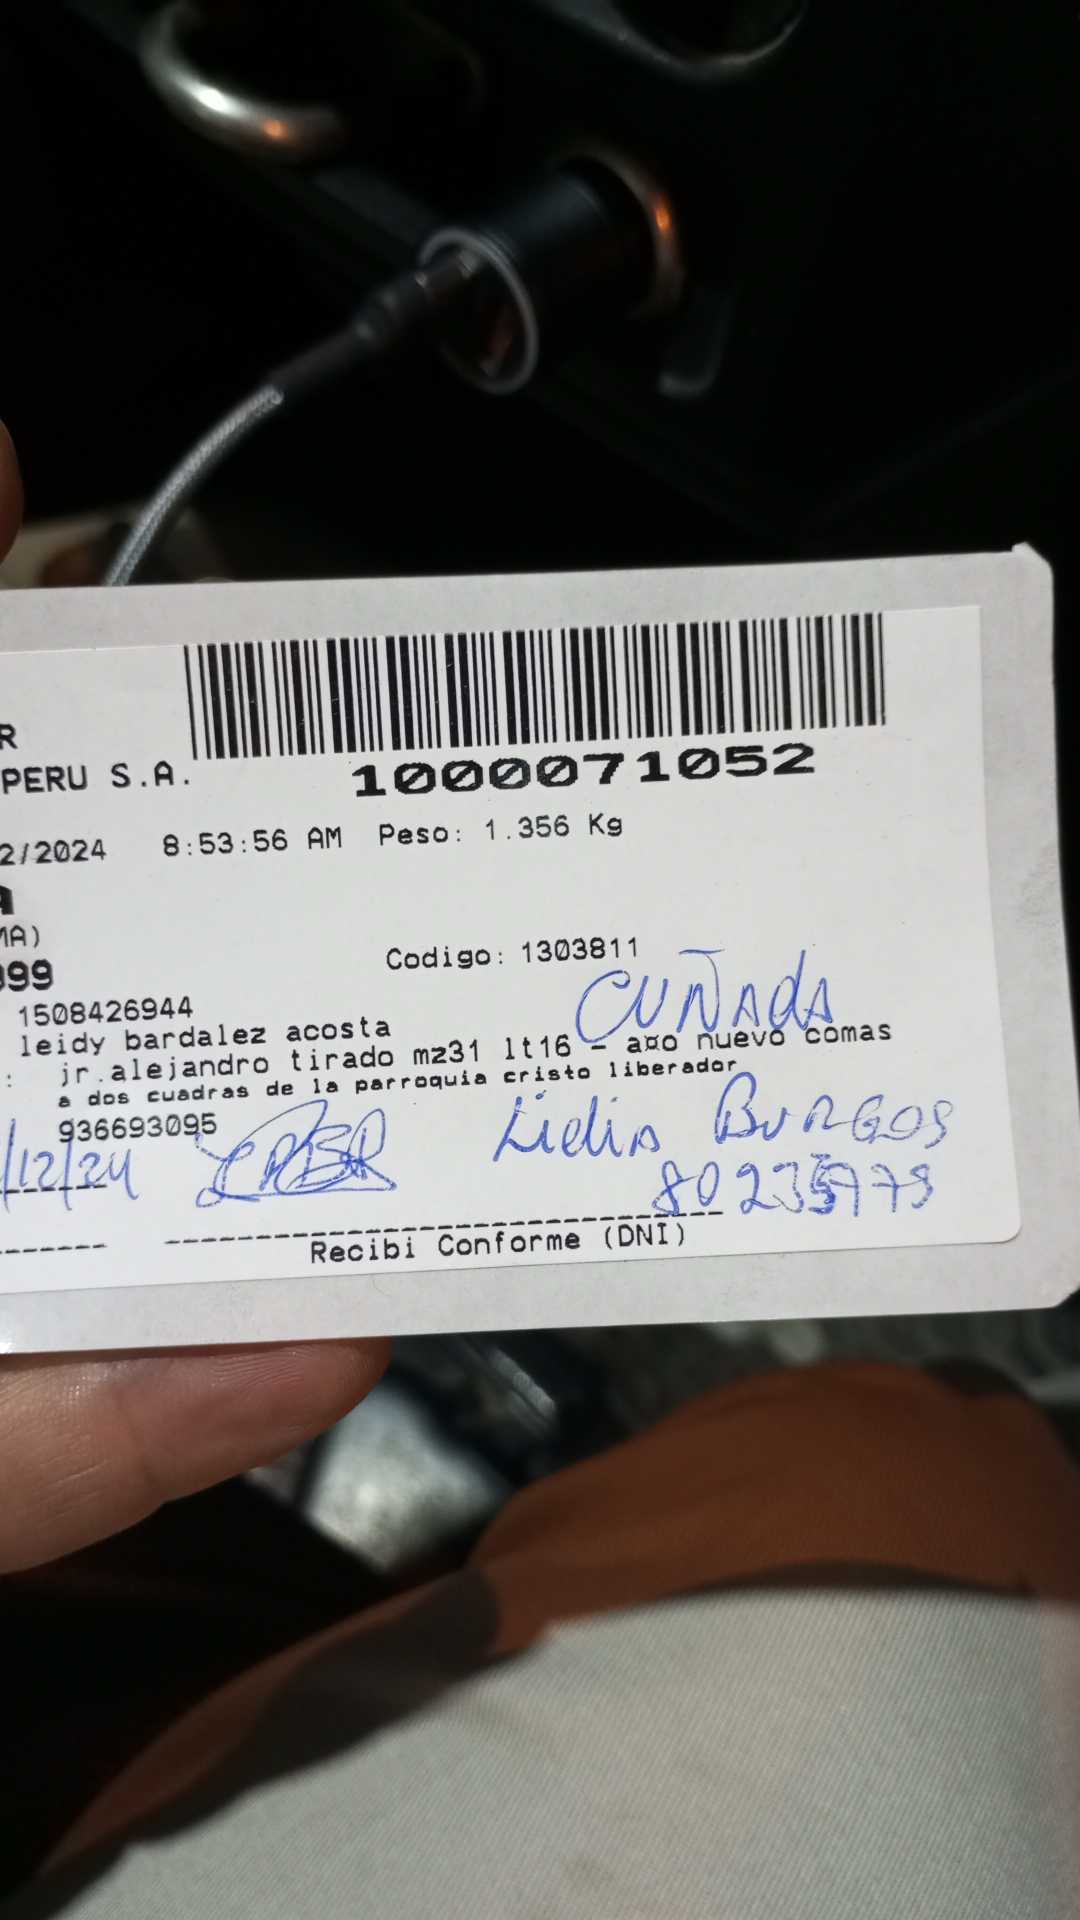 R
PERU S.A.
1000071052
2/2024 8:53:56 AM Peso: 1.356 Kg
A
MA)
999
Codigo: 1303811
1508426944
CUÑADA
leidy bardalez acosta
: jr.alejandro tirado mz31 lt16 - a¤o nuevo comas
a dos cuadras de la parroquia cristo liberador
936693095
Lidia BURGOS
/12/24
Recibi Conforme (DNI)